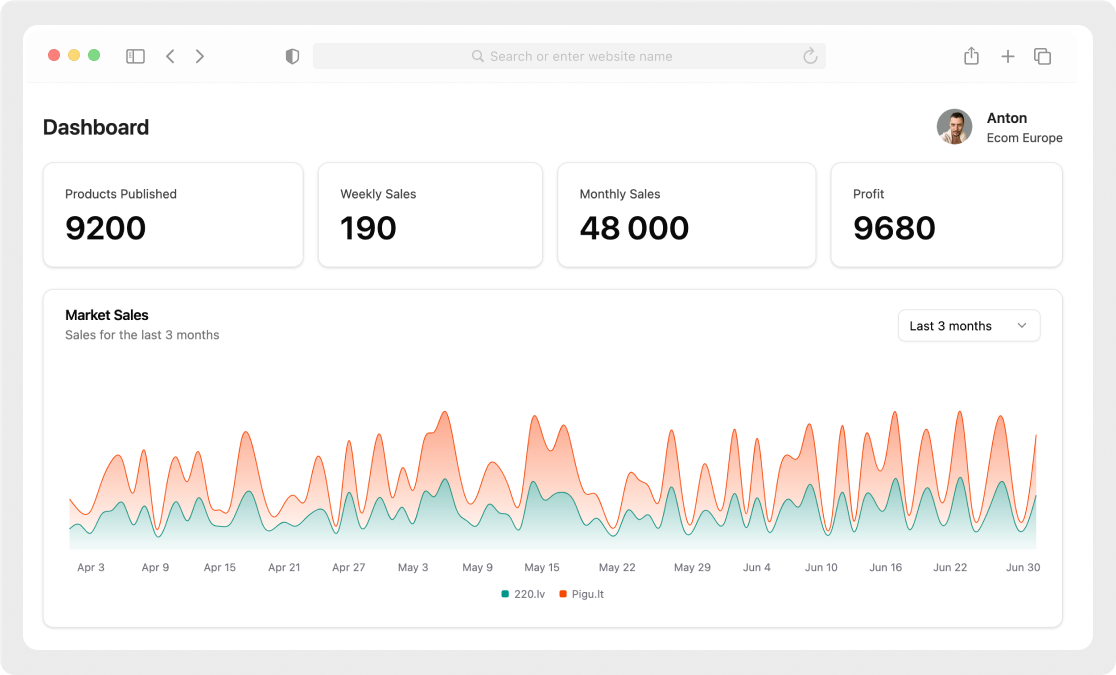 Search or enter website name
Dashboard
Anton
Ecom Europe
Products Published
9200
Weekly Sales
190
Monthly Sales
48 000
Profit
9680
Market Sales
Sales for the last 3 months
Last 3 months
Apr 3 Apr 9 Apr 15 Apr 21 Apr 27 May 3 May 9 May 15 May 22 May 29 Jun 4 Jun 10 Jun 16 Jun 22 Jun 30
220.lv Pigu.lt